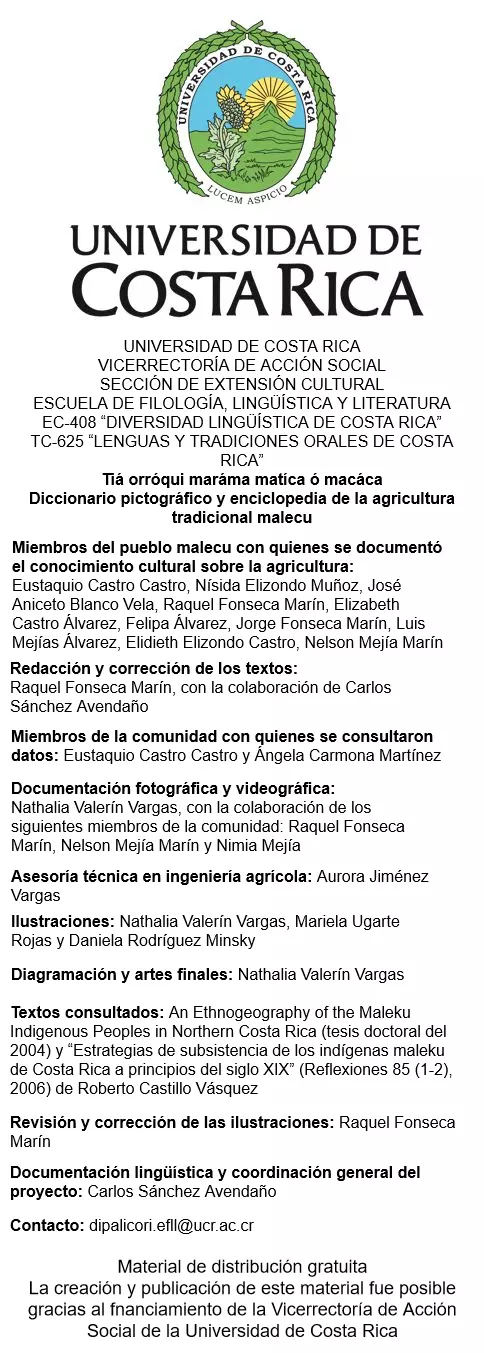 UNIVERSIDAD DE COSTA RICA
LUCEM ASPICIO
UNIVERSIDAD DE
COSTA RICA
UNIVERSIDAD DE COSTA RICA
VICERRECTORÍA DE ACCIÓN SOCIAL
SECCIÓN DE EXTENSIÓN CULTURAL
ESCUELA DE FILOLOGÍA, LINGÜÍSTICA Y LITERATURA
EC-408 “DIVERSIDAD LINGÜÍSTICA DE COSTA RICA”
TC-625 “LENGUAS Y TRADICIONES ORALES DE COSTA
RICA”
Tiá orróqui maráma matíca ó macáca
Diccionario pictográfico y enciclopedia de la agricultura
tradicional malecu
Miembros del pueblo malecu con quienes se documentó
el conocimiento cultural sobre la agricultura:
Eustaquio Castro Castro, Nísida Elizondo Muñoz, José
Aniceto Blanco Vela, Raquel Fonseca Marín, Elizabeth
Castro Álvarez, Felipa Álvarez, Jorge Fonseca Marín, Luis
Mejías Álvarez, Elidieth Elizondo Castro, Nelson Mejía Marín
Redacción y corrección de los textos:
Raquel Fonseca Marín, con la colaboración de Carlos
Sánchez Avendaño
Miembros de la comunidad con quienes se consultaron
datos: Eustaquio Castro Castro y Ángela Carmona Martínez
Documentación fotográfica y videográfica:
Nathalia Valerín Vargas, con la colaboración de los
siguientes miembros de la comunidad: Raquel Fonseca
Marín, Nelson Mejía Marín y Nimia Mejía
Asesoría técnica en ingeniería agrícola: Aurora Jiménez
Vargas
Ilustraciones: Nathalia Valerín Vargas, Mariela Ugarte
Rojas y Daniela Rodríguez Minsky
Diagramación y artes finales: Nathalia Valerín Vargas
Textos consultados: An Ethnogeography of the Maleku
Indigenous Peoples in Northern Costa Rica (tesis doctoral del
2004) y “Estrategias de subsistencia de los indígenas maleku
de Costa Rica a principios del siglo XIX” (Reflexiones 85 (1-2),
2006) de Roberto Castillo Vásquez
Revisión y corrección de las ilustraciones: Raquel Fonseca
Marín
Documentación lingüística y coordinación general del
proyecto: Carlos Sánchez Avendaño
Contacto: dipalicori.efll@ucr.ac.cr
Material de distribución gratuita
La creación y publicación de este material fue posible
gracias al fnanciamiento de la Vicerrectoría de Acción
Social de la Universidad de Costa Rica